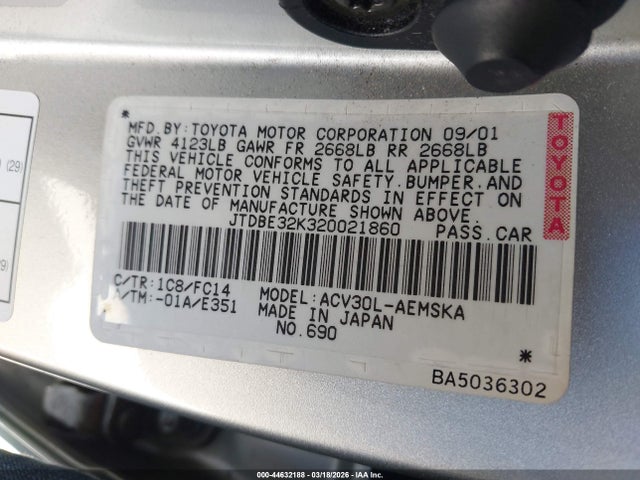 *
MFD.BY:TOYOTA MOTOR CORPORATION 09/01
GVWR 4123LB GAWR FR 2668LB RR 2668LB
THIS VEHICLE CONFORMS TO ALL APPLICABLE
FEDERAL MOTOR VEHICLE SAFETY.BUMPER.AND
THEFT PREVENTION STANDARDS IN EFFECT ON
THE DATE OF MANUFACTURE SHOWN ABOVE.
JTDBE32K320021860 PASS.CAR
TOYOTA
C/TR:1C8/FC14 MODEL:ACV30L-AEMSKA
A/TM:-01A/E351 MADE IN JAPAN
NO.690
*
BA5036302
(29)
000-44632188 - 03/18/2026 - IAA Inc.